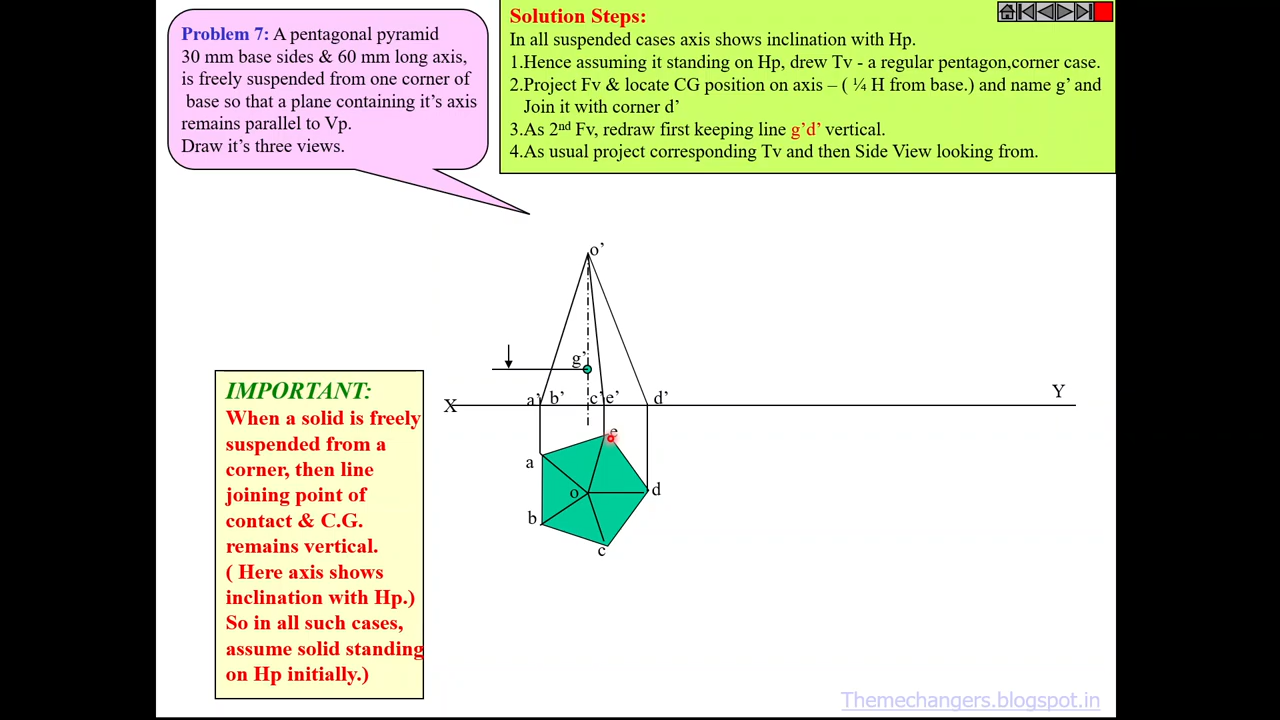 Problem 7: A pentagonal pyramid
30 mm base sides & 60 mm long axis,
is freely suspended from one corner of
base so that a plane containing it’s axis
remains parallel to Vp.
Draw it’s three views.
Solution Steps:
In all suspended cases axis shows inclination with Hp.
1.Hence assuming it standing on Hp, drew Tv - a regular pentagon,corner case.
2.Project Fv & locate CG position on axis – ( ¼ H from base.) and name g’ and
Join it with corner d’
3.As 2nd Fv, redraw first keeping line g’d’ vertical.
4.As usual project corresponding Tv and then Side View looking from.
o’
g’
X a’ b’ c’ e’ d’ Y
e
a
o d
b
c
IMPORTANT:
When a solid is freely
suspended from a
corner, then line
joining point of
contact & C.G.
remains vertical.
( Here axis shows
inclination with Hp.)
So in all such cases,
assume solid standing
on Hp initially.)
Themechangers.blogspot.in